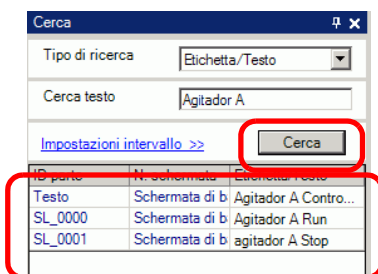 Cerca
Tipo di ricerca Etichetta/Testo
Cerca testo Agitador A
Impostazioni intervallo >> Cerca
ID parte N. schermata Etichetta/Testo
Testo Schermata di b Agitador A Contro...
SL_0000 Schermata di b Agitador A Run
SL_0001 Schermata di b agitador A Stop